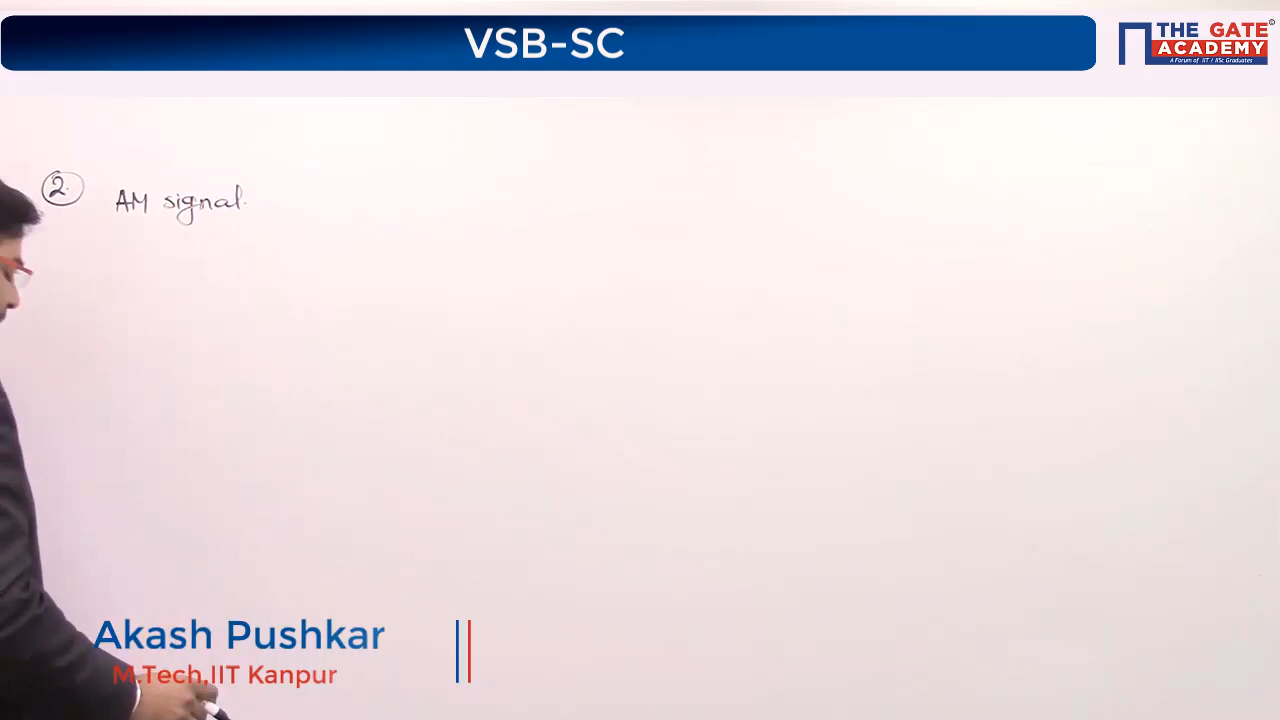 VSB-SC
THE GATE
ACADEMY
A Forum of IIT / IISc Graduates
2. AM signal.
Akash Pushkar
M.Tech,IIT Kanpur